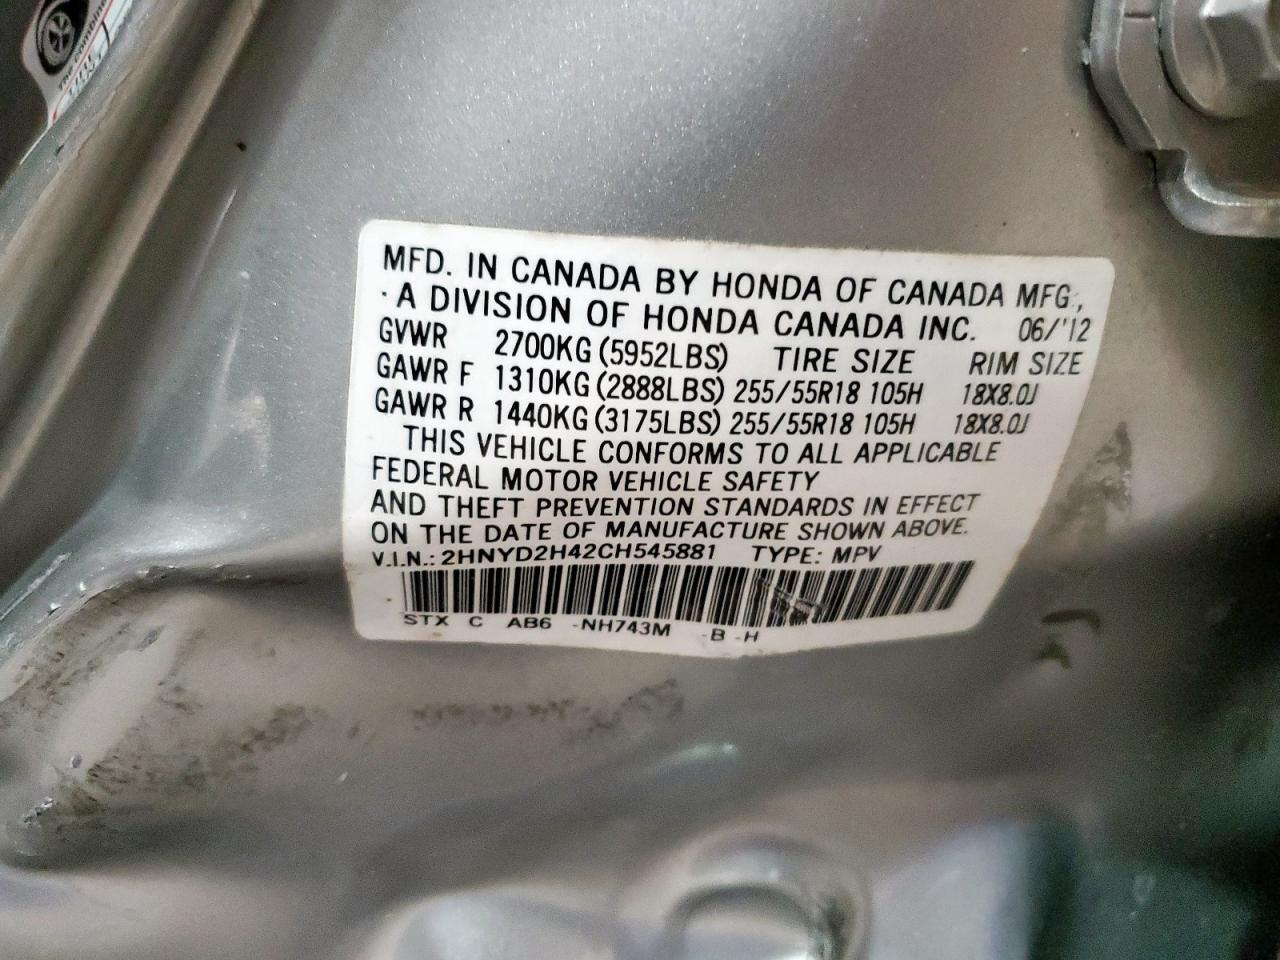 The combine
MFD. IN CANADA BY HONDA OF CANADA MFG.,
A DIVISION OF HONDA CANADA INC. 06/'12
GVWR 2700KG (5952LBS) TIRE SIZE RIM SIZE
GAWR F 1310KG (2888LBS) 255/55R18 105H 18X8.0J
GAWR R 1440KG (3175LBS) 255/55R18 105H 18X8.0J
THIS VEHICLE CONFORMS TO ALL APPLICABLE
FEDERAL MOTOR VEHICLE SAFETY
AND THEFT PREVENTION STANDARDS IN EFFECT
ON THE DATE OF MANUFACTURE SHOWN ABOVE.
V.I.N.: 2HNYD2H42CH545881 TYPE: MPV
STX C AB6 -NH743M -B -H